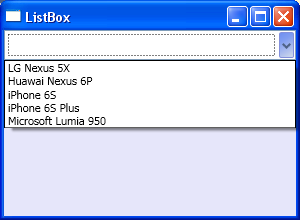 ListBox
LG Nexus 5X
Huawai Nexus 6P
iPhone 6S
iPhone 6S Plus
Microsoft Lumia 950